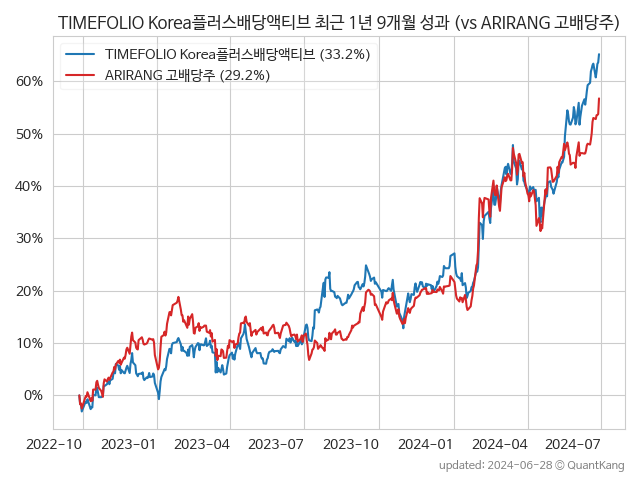 TIMEFOLIO Korea플러스배당액티브 최근 1년 9개월 성과 (vs ARIRANG 고배당주)
TIMEFOLIO Korea플러스배당액티브 (33.2%)
ARIRANG 고배당주 (29.2%)
60%
50%
40%
30%
20%
10%
0%
2022-10 2023-01 2023-04 2023-07 2023-10 2024-01 2024-04 2024-07
updated: 2024-06-28 © QuantKang